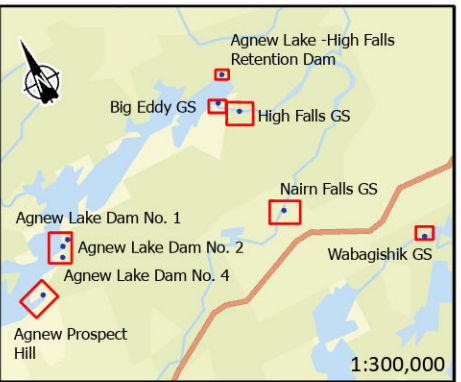 Agnew Lake -High Falls
Retention Dam
Big Eddy GS
High Falls GS
Nairn Falls GS
Agnew Lake Dam No. 1
Agnew Lake Dam No. 2
Wabagishik GS
Agnew Lake Dam No. 4
Agnew Prospect
Hill
1:300,000